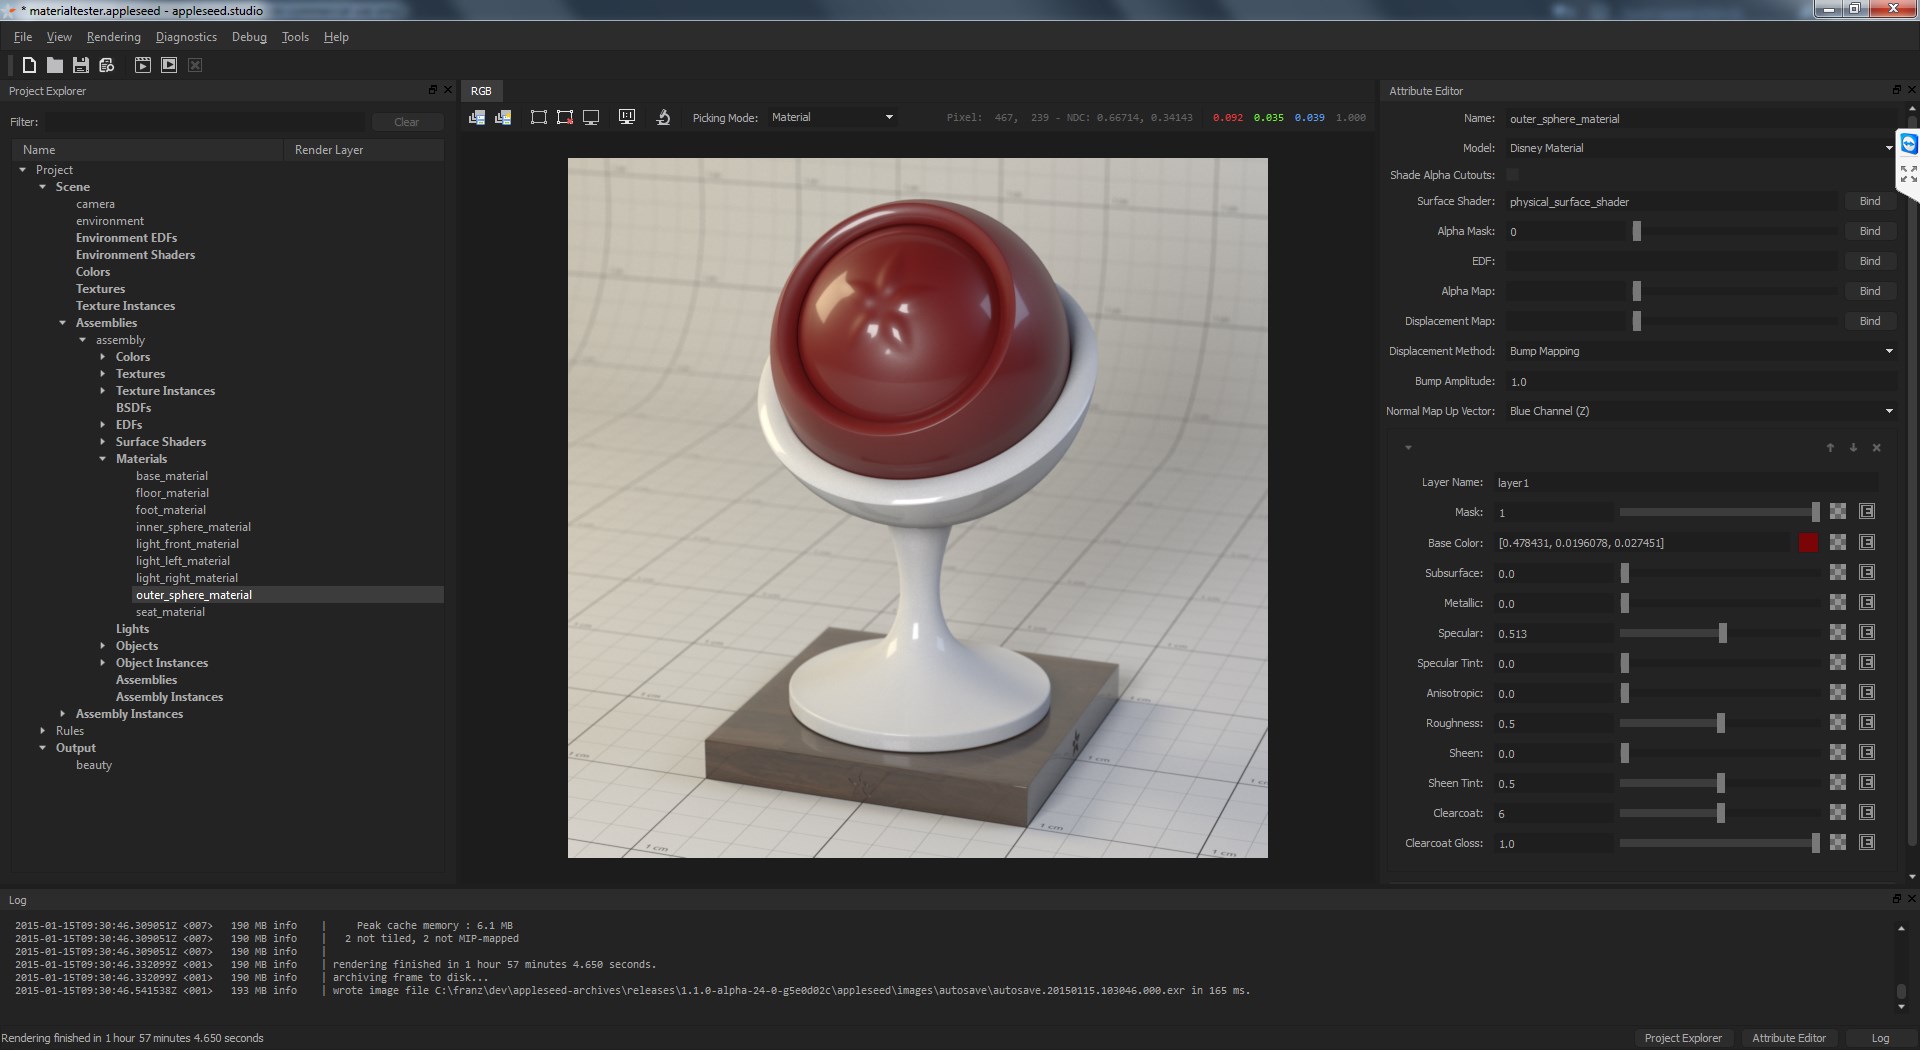 * materialtester.appleseed - appleseed.studio
File View Rendering Diagnostics Debug Tools Help
Project Explorer
Filter: Clear
Name Render Layer
Project
Scene
camera
environment
Environment EDFs
Environment Shaders
Colors
Textures
Texture Instances
Assemblies
assembly
Colors
Textures
Texture Instances
BSDFs
EDFs
Surface Shaders
Materials
base_material
floor_material
foot_material
inner_sphere_material
light_front_material
light_left_material
light_right_material
outer_sphere_material
seat_material
Lights
Objects
Object Instances
Assemblies
Assembly Instances
Assembly Instances
Rules
Output
beauty
RGB
1:1 Picking Mode: Material Pixel: 467, 239 - NDC: 0.66714, 0.34143 0.092 0.035 0.039 1.000
1 cm
1 cm
1 cm
1 cm
Attribute Editor
Name: outer_sphere_material
Model: Disney Material
Shade Alpha Cutouts:
Surface Shader: physical_surface_shader Bind
Alpha Mask: 0 Bind
EDF: Bind
Alpha Map: Bind
Displacement Map: Bind
Displacement Method: Bump Mapping
Bump Amplitude: 1.0
Normal Map Up Vector: Blue Channel (Z)
Layer Name: layer1
Mask: 1 E
Base Color: [0.478431, 0.0196078, 0.027451] E
Subsurface: 0.0 E
Metallic: 0.0 E
Specular: 0.513 E
Specular Tint: 0.0 E
Anisotropic: 0.0 E
Roughness: 0.5 E
Sheen: 0.0 E
Sheen Tint: 0.5 E
Clearcoat: 6 E
Clearcoat Gloss: 1.0 E
Log
2015-01-15T09:30:46.309051Z <007> 190 MB info | Peak cache memory : 6.1 MB
2015-01-15T09:30:46.309051Z <007> 190 MB info | 2 not tiled, 2 not MIP-mapped
2015-01-15T09:30:46.309051Z <007> 190 MB info |
2015-01-15T09:30:46.332099Z <001> 190 MB info | rendering finished in 1 hour 57 minutes 4.650 seconds.
2015-01-15T09:30:46.332099Z <001> 190 MB info | archiving frame to disk...
2015-01-15T09:30:46.541538Z <001> 193 MB info | wrote image file C:\franz\dev\appleseed-archives\releases\1.1.0-alpha-24-0-g5e0d02c\appleseed\images\autosave\autosave.20150115.103046.000.exr in 165 ms.
Rendering finished in 1 hour 57 minutes 4.650 seconds Project Explorer Attribute Editor Log